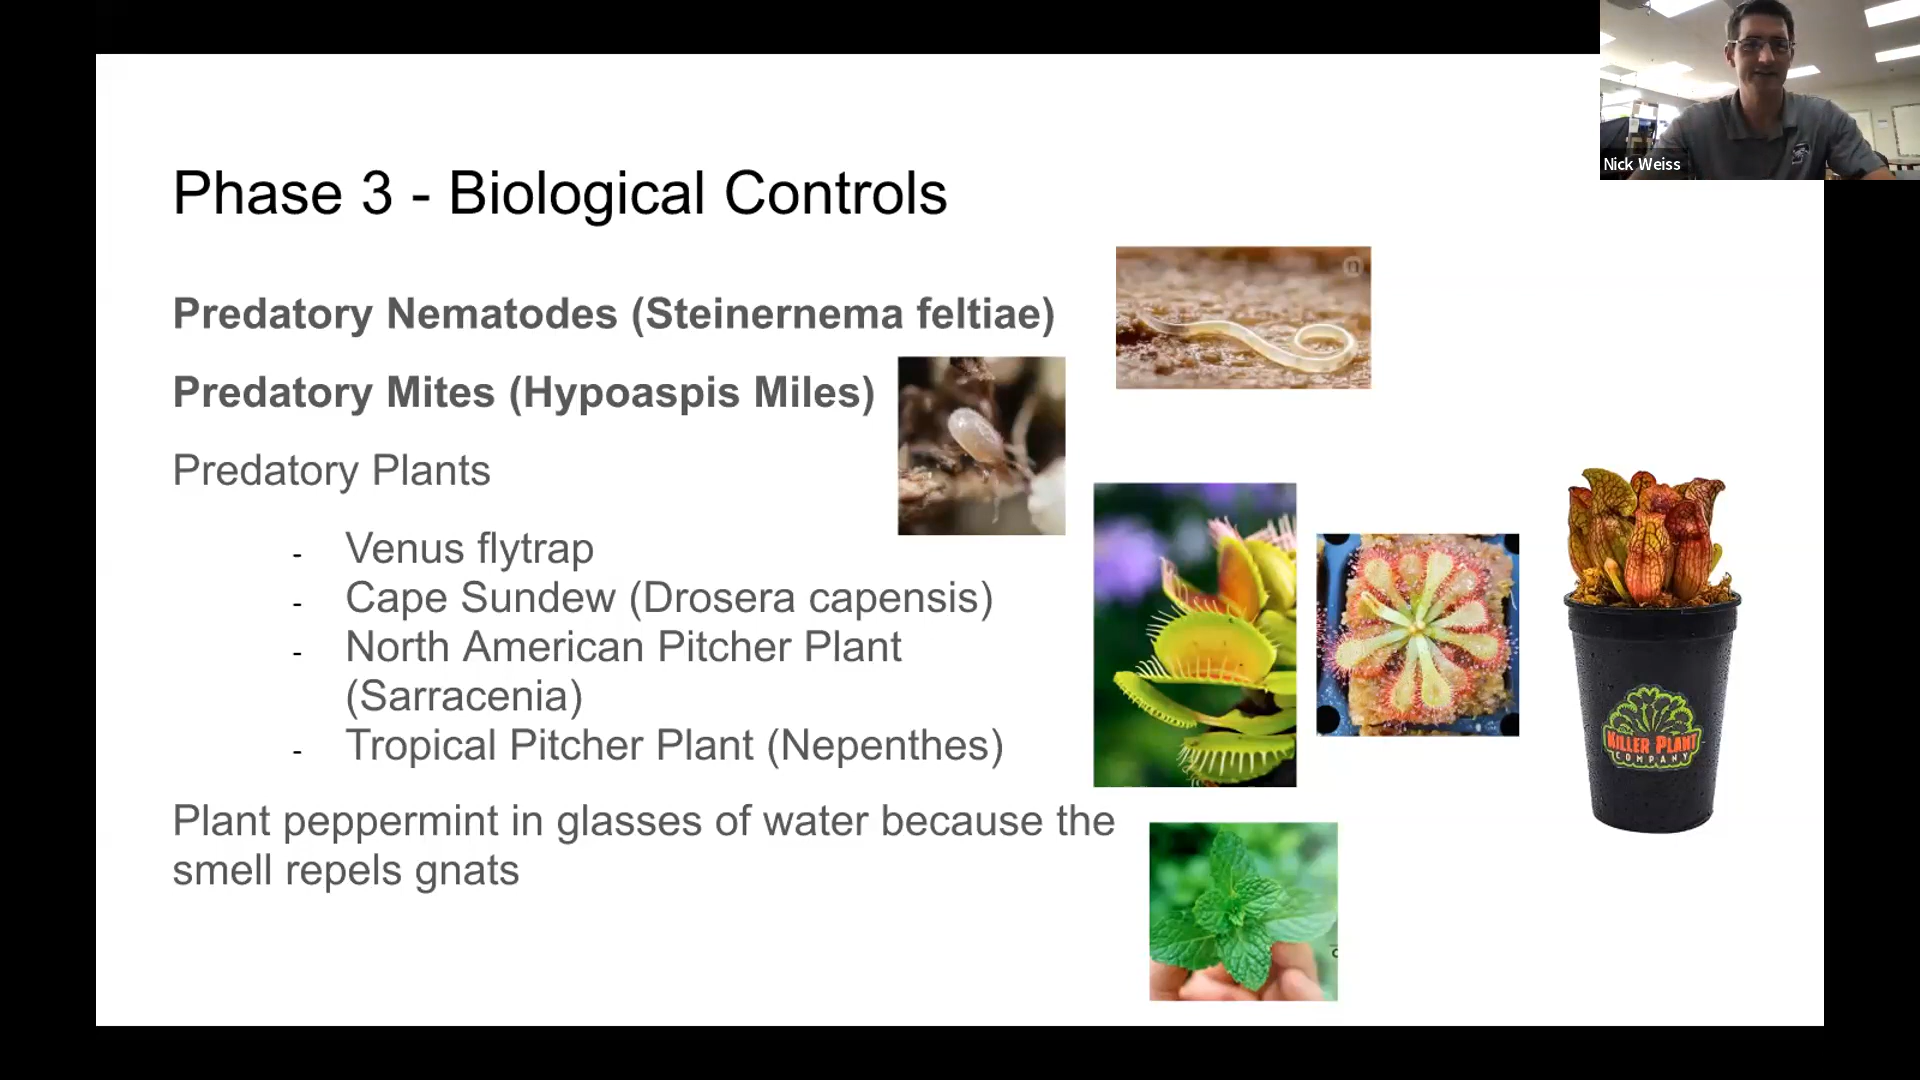 Nick Weiss
Phase 3 - Biological Controls
Predatory Nematodes (Steinernema feltiae)
Predatory Mites (Hypoaspis Miles)
Predatory Plants
- Venus flytrap
- Cape Sundew (Drosera capensis)
- North American Pitcher Plant
(Sarracenia)
- Tropical Pitcher Plant (Nepenthes)
Plant peppermint in glasses of water because the
smell repels gnats
KILLER PLANT
COMPANY